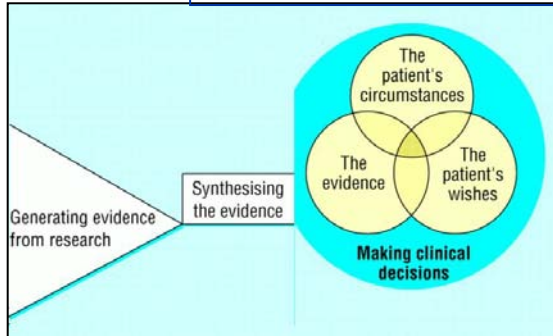 Generating evidence
from research
Synthesising
the evidence
The
patient's
circumstances
The
evidence
The
patient's
wishes
Making clinical
decisions